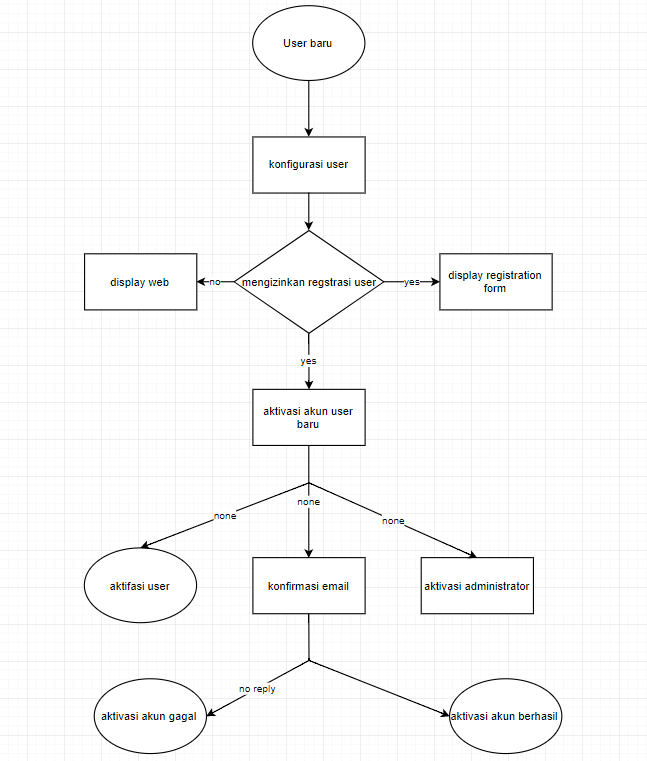 User baru
konfigurasi user
display web
no
mengizinkan regstrasi user
yes
display registration
form
yes
aktivasi akun user
baru
none
none
none
aktifasi user
konfirmasi email
aktivasi administrator
no reply
aktivasi akun gagal
aktivasi akun berhasil